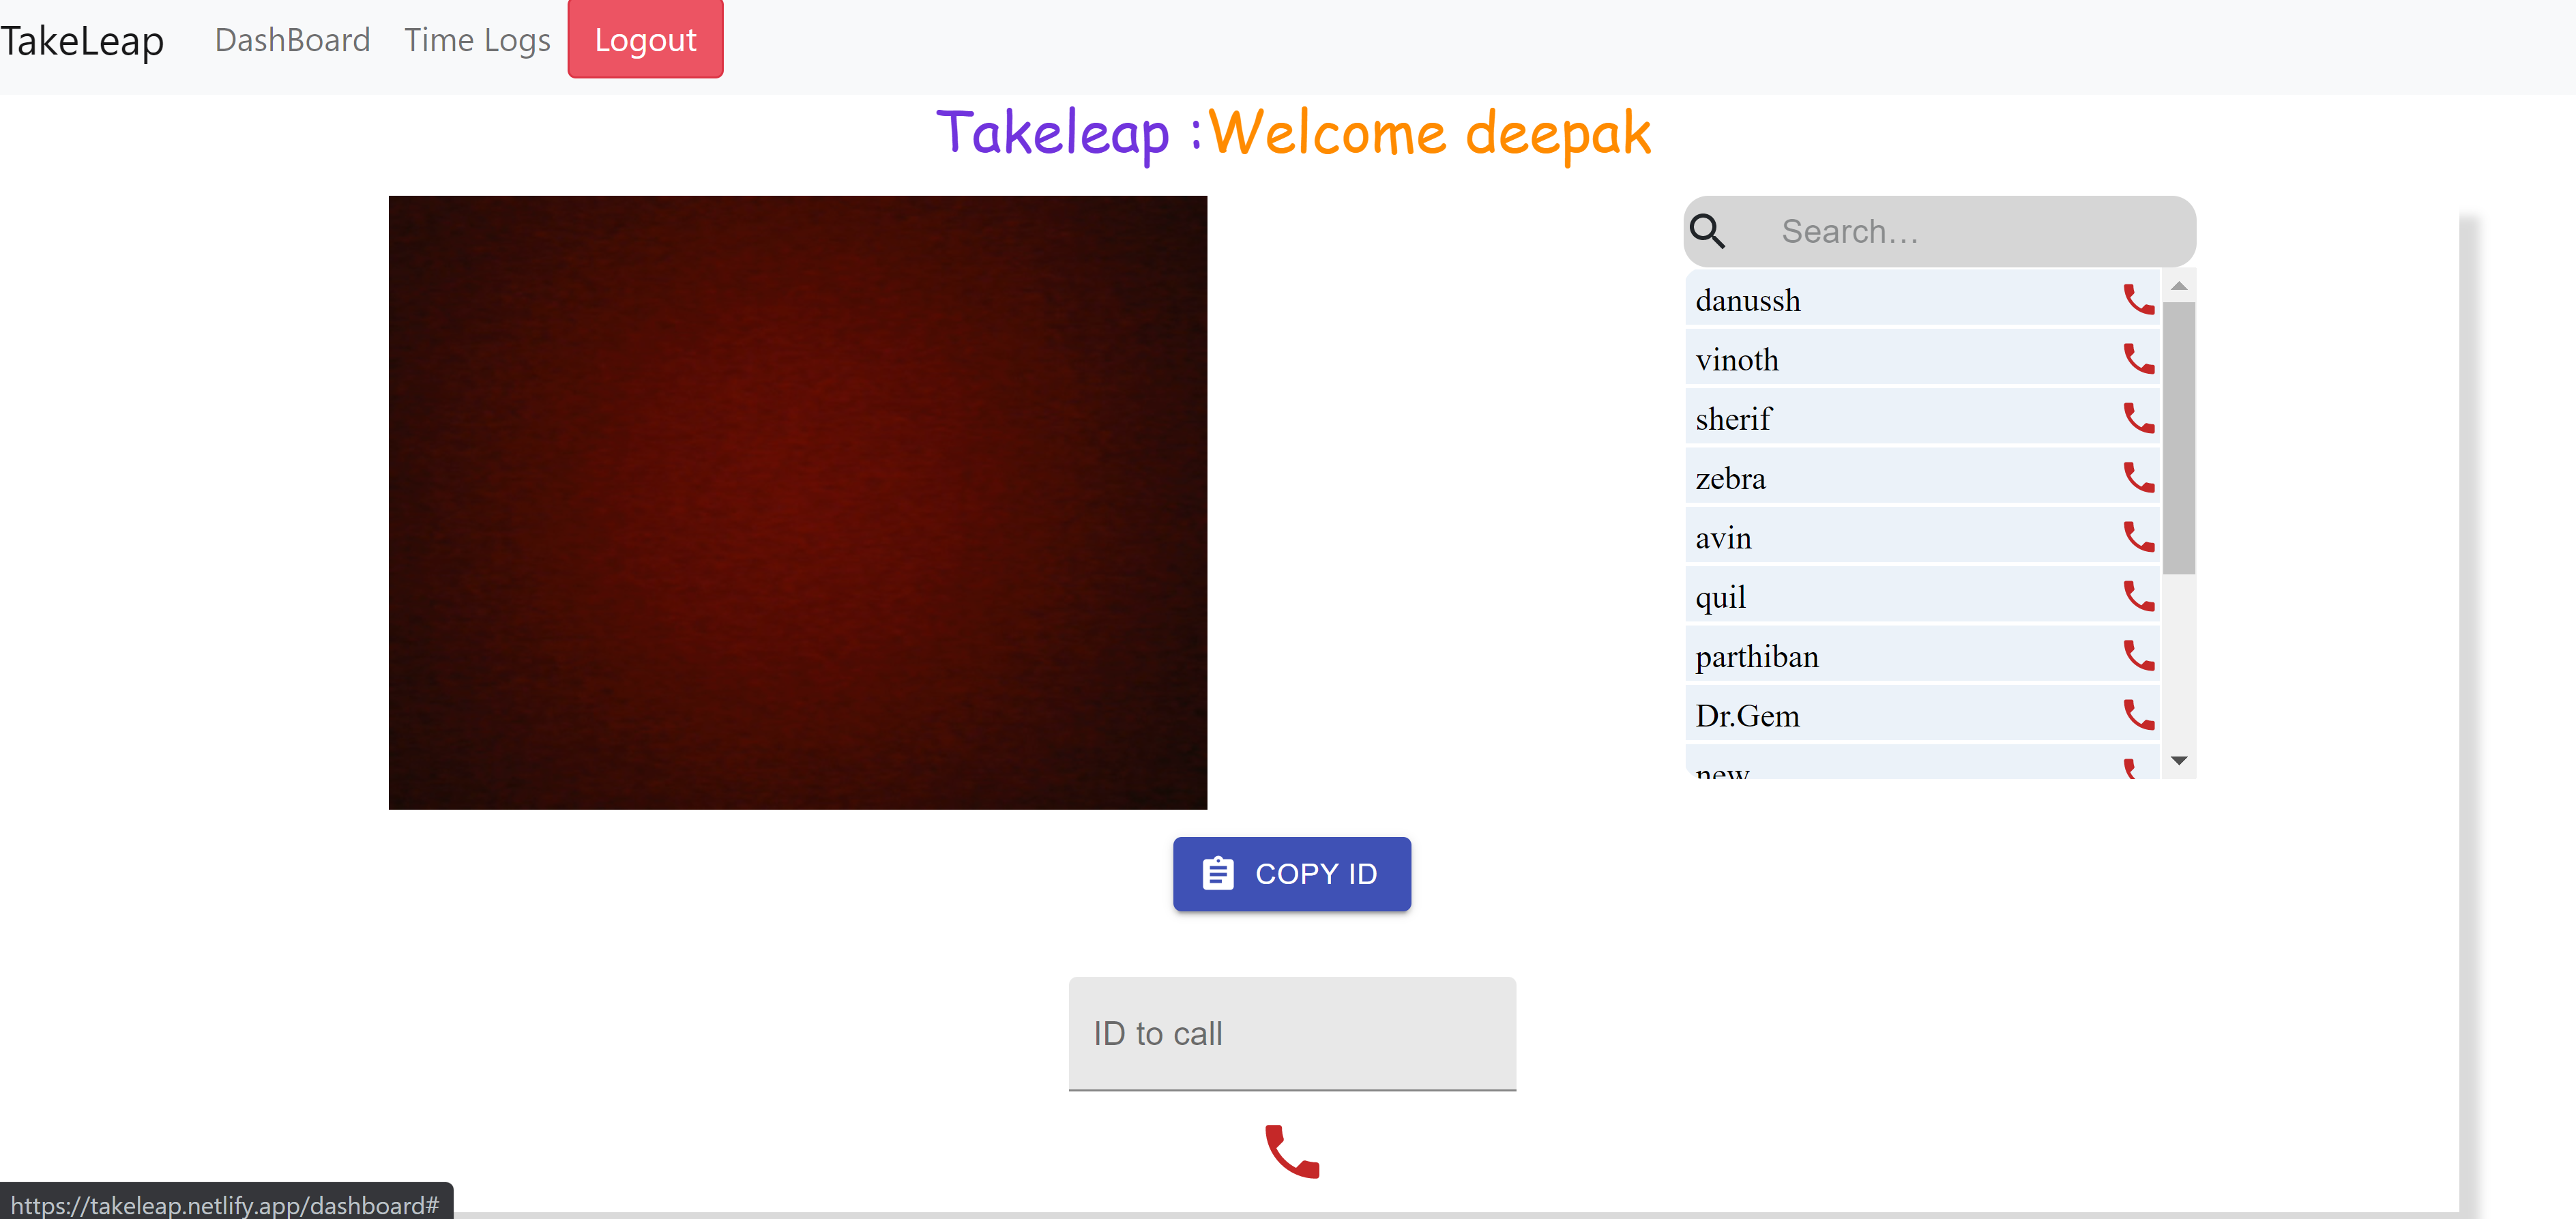 TakeLeap DashBoard Time Logs Logout
Takeleap :Welcome deepak
Search...
danussh
vinoth
sherif
zebra
avin
quil
parthiban
Dr.Gem
new
COPY ID
ID to call
https://takeleap.netlify.app/dashboard#